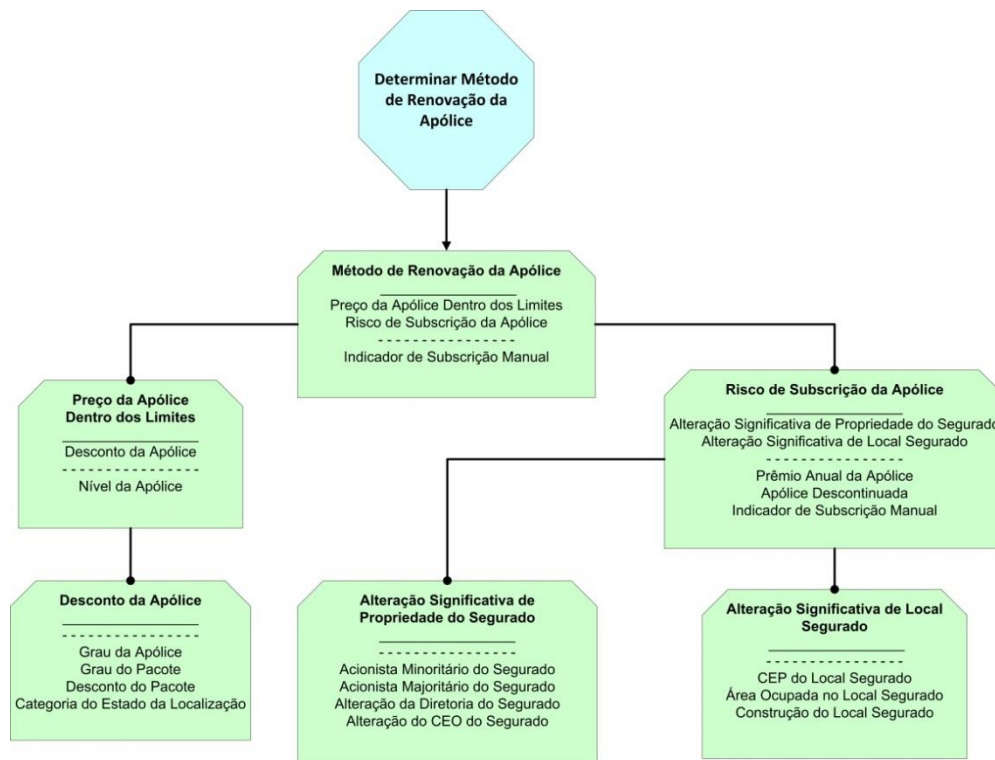 Determinar Método
de Renovação da
Apólice
Método de Renovação da Apólice
Preço da Apólice Dentro dos Limites
Risco de Subscrição da Apólice
Indicador de Subscrição Manual
Preço da Apólice
Dentro dos Limites
Desconto da Apólice
Nível da Apólice
Risco de Subscrição da Apólice
Alteração Significativa de Propriedade do Segurado
Alteração Significativa de Local Segurado
Prêmio Anual da Apólice
Apólice Descontinuada
Indicador de Subscrição Manual
Desconto da Apólice
Grau da Apólice
Grau do Pacote
Desconto do Pacote
Categoria do Estado da Localização
Alteração Significativa de
Propriedade do Segurado
Acionista Minoritário do Segurado
Acionista Majoritário do Segurado
Alteração da Diretoria do Segurado
Alteração do CEO do Segurado
Alteração Significativa de Local
Segurado
CEP do Local Segurado
Área Ocupada no Local Segurado
Construção do Local Segurado